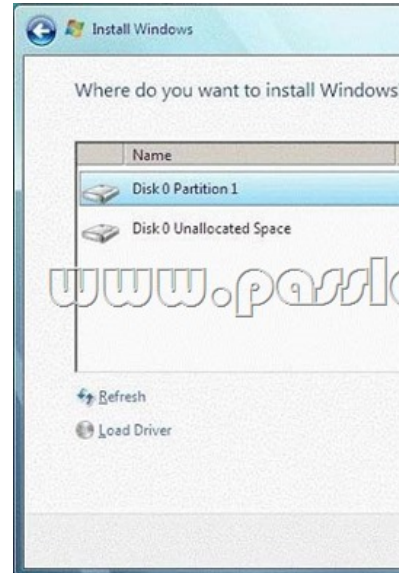 Install Windows
Where do you want to install Windows
Name
Disk 0 Partition 1
Disk 0 Unallocated Space
www.passl
Refresh
Load Driver